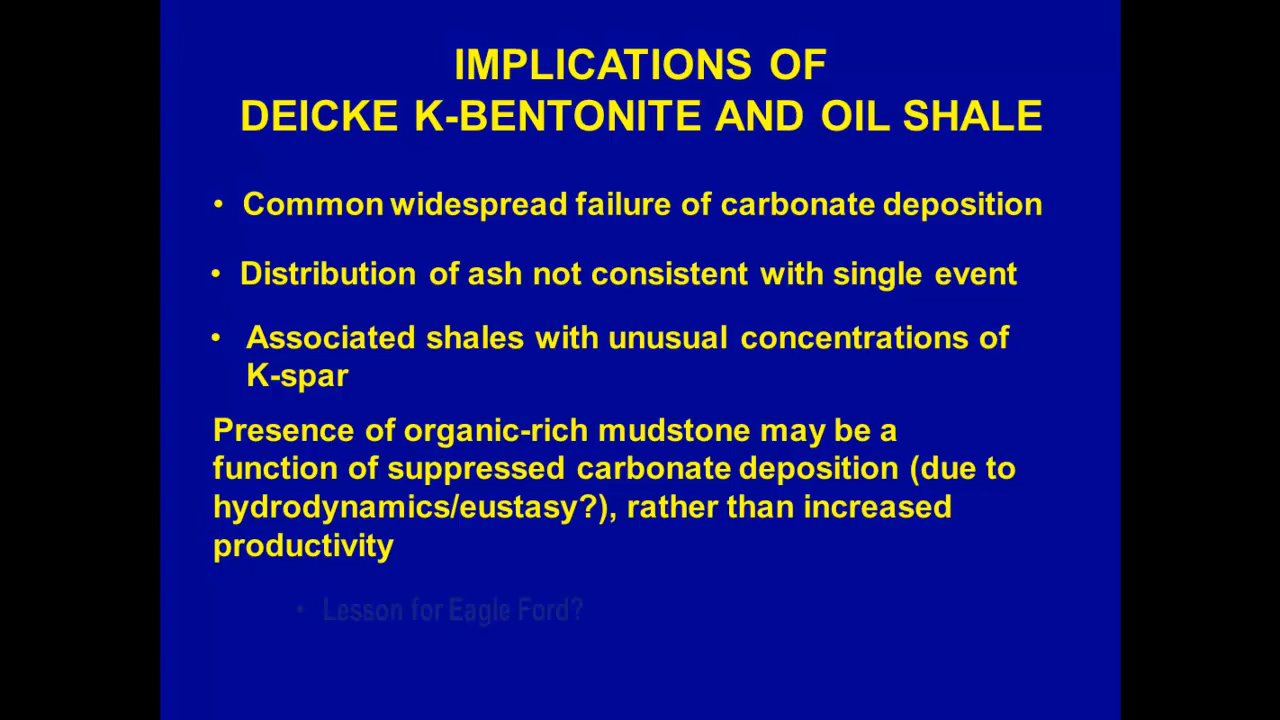 IMPLICATIONS OF
DEICKE K-BENTONITE AND OIL SHALE
• Common widespread failure of carbonate deposition
• Distribution of ash not consistent with single event
• Associated shales with unusual concentrations of
K-spar
Presence of organic-rich mudstone may be a
function of suppressed carbonate deposition (due to
hydrodynamics/eustasy?), rather than increased
productivity
• Lesson for Eagle Ford?